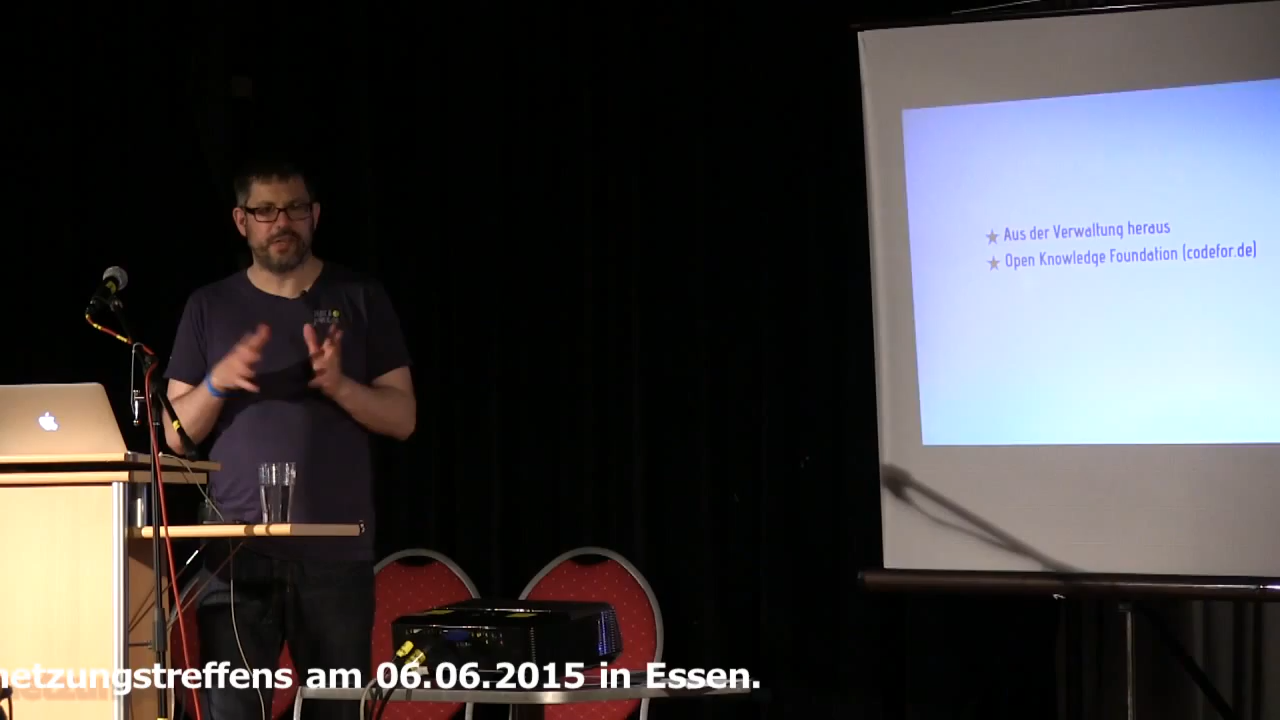 Aus der Verwaltung heraus
Open Knowledge Foundation (codefor.de)
netzungstreffens am 06.06.2015 in Essen.